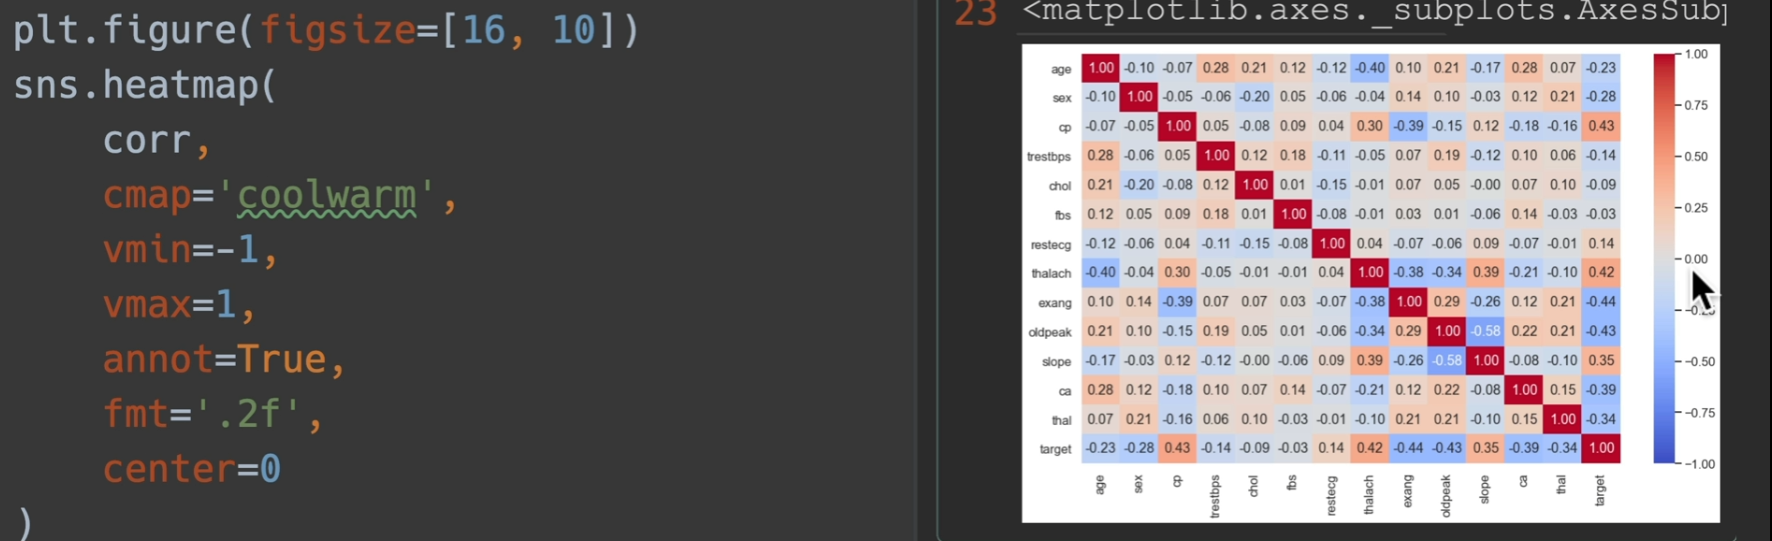 plt.figure(figsize=[16, 10])
sns.heatmap(
corr,
cmap='coolwarm',
vmin=-1,
vmax=1,
annot=True,
fmt='.2f',
center=0
)
23 <matplotlib.axes._subplots.AxesSubp
age 1.00 -0.10 -0.07 0.28 0.21 0.12 -0.12 -0.40 0.10 0.21 -0.17 0.28 0.07 -0.23
sex -0.10 1.00 -0.05 -0.06 -0.20 0.05 -0.06 -0.04 0.14 0.10 -0.03 0.12 0.21 -0.28
cp -0.07 -0.05 1.00 0.05 -0.08 0.09 0.04 0.30 -0.39 -0.15 0.12 -0.18 -0.16 0.43
trestbps 0.28 -0.06 0.05 1.00 0.12 0.18 -0.11 -0.05 0.07 0.19 -0.12 0.10 0.06 -0.14
chol 0.21 -0.20 -0.08 0.12 1.00 0.01 -0.15 -0.01 0.07 0.05 -0.00 0.07 0.10 -0.09
fbs 0.12 0.05 0.09 0.18 0.01 1.00 -0.08 -0.01 0.03 0.01 -0.06 0.14 -0.03 -0.03
restecg -0.12 -0.06 0.04 -0.11 -0.15 -0.08 1.00 0.04 -0.07 -0.06 0.09 -0.07 -0.01 0.14
thalach -0.40 -0.04 0.30 -0.05 -0.01 -0.01 0.04 1.00 -0.38 -0.34 0.39 -0.21 -0.10 0.42
exang 0.10 0.14 -0.39 0.07 0.07 0.03 -0.07 -0.38 1.00 0.29 -0.26 0.12 0.21 -0.44
oldpeak 0.21 0.10 -0.15 0.19 0.05 0.01 -0.06 -0.34 0.29 1.00 -0.58 0.22 0.21 -0.43
slope -0.17 -0.03 0.12 -0.12 -0.00 -0.06 0.09 0.39 -0.26 -0.58 1.00 -0.08 -0.10 0.35
ca 0.28 0.12 -0.18 0.10 0.07 0.14 -0.07 -0.21 0.12 0.22 -0.08 1.00 0.15 -0.39
thal 0.07 0.21 -0.16 0.06 0.10 -0.03 -0.01 -0.10 0.21 0.21 -0.10 0.15 1.00 -0.34
target -0.23 -0.28 0.43 -0.14 -0.09 -0.03 0.14 0.42 -0.44 -0.43 0.35 -0.39 -0.34 1.00
age sex cp trestbps chol fbs restecg thalach exang oldpeak slope ca thal target
1.00
0.75
0.50
0.25
0.00
-0.50
-0.75
-1.00